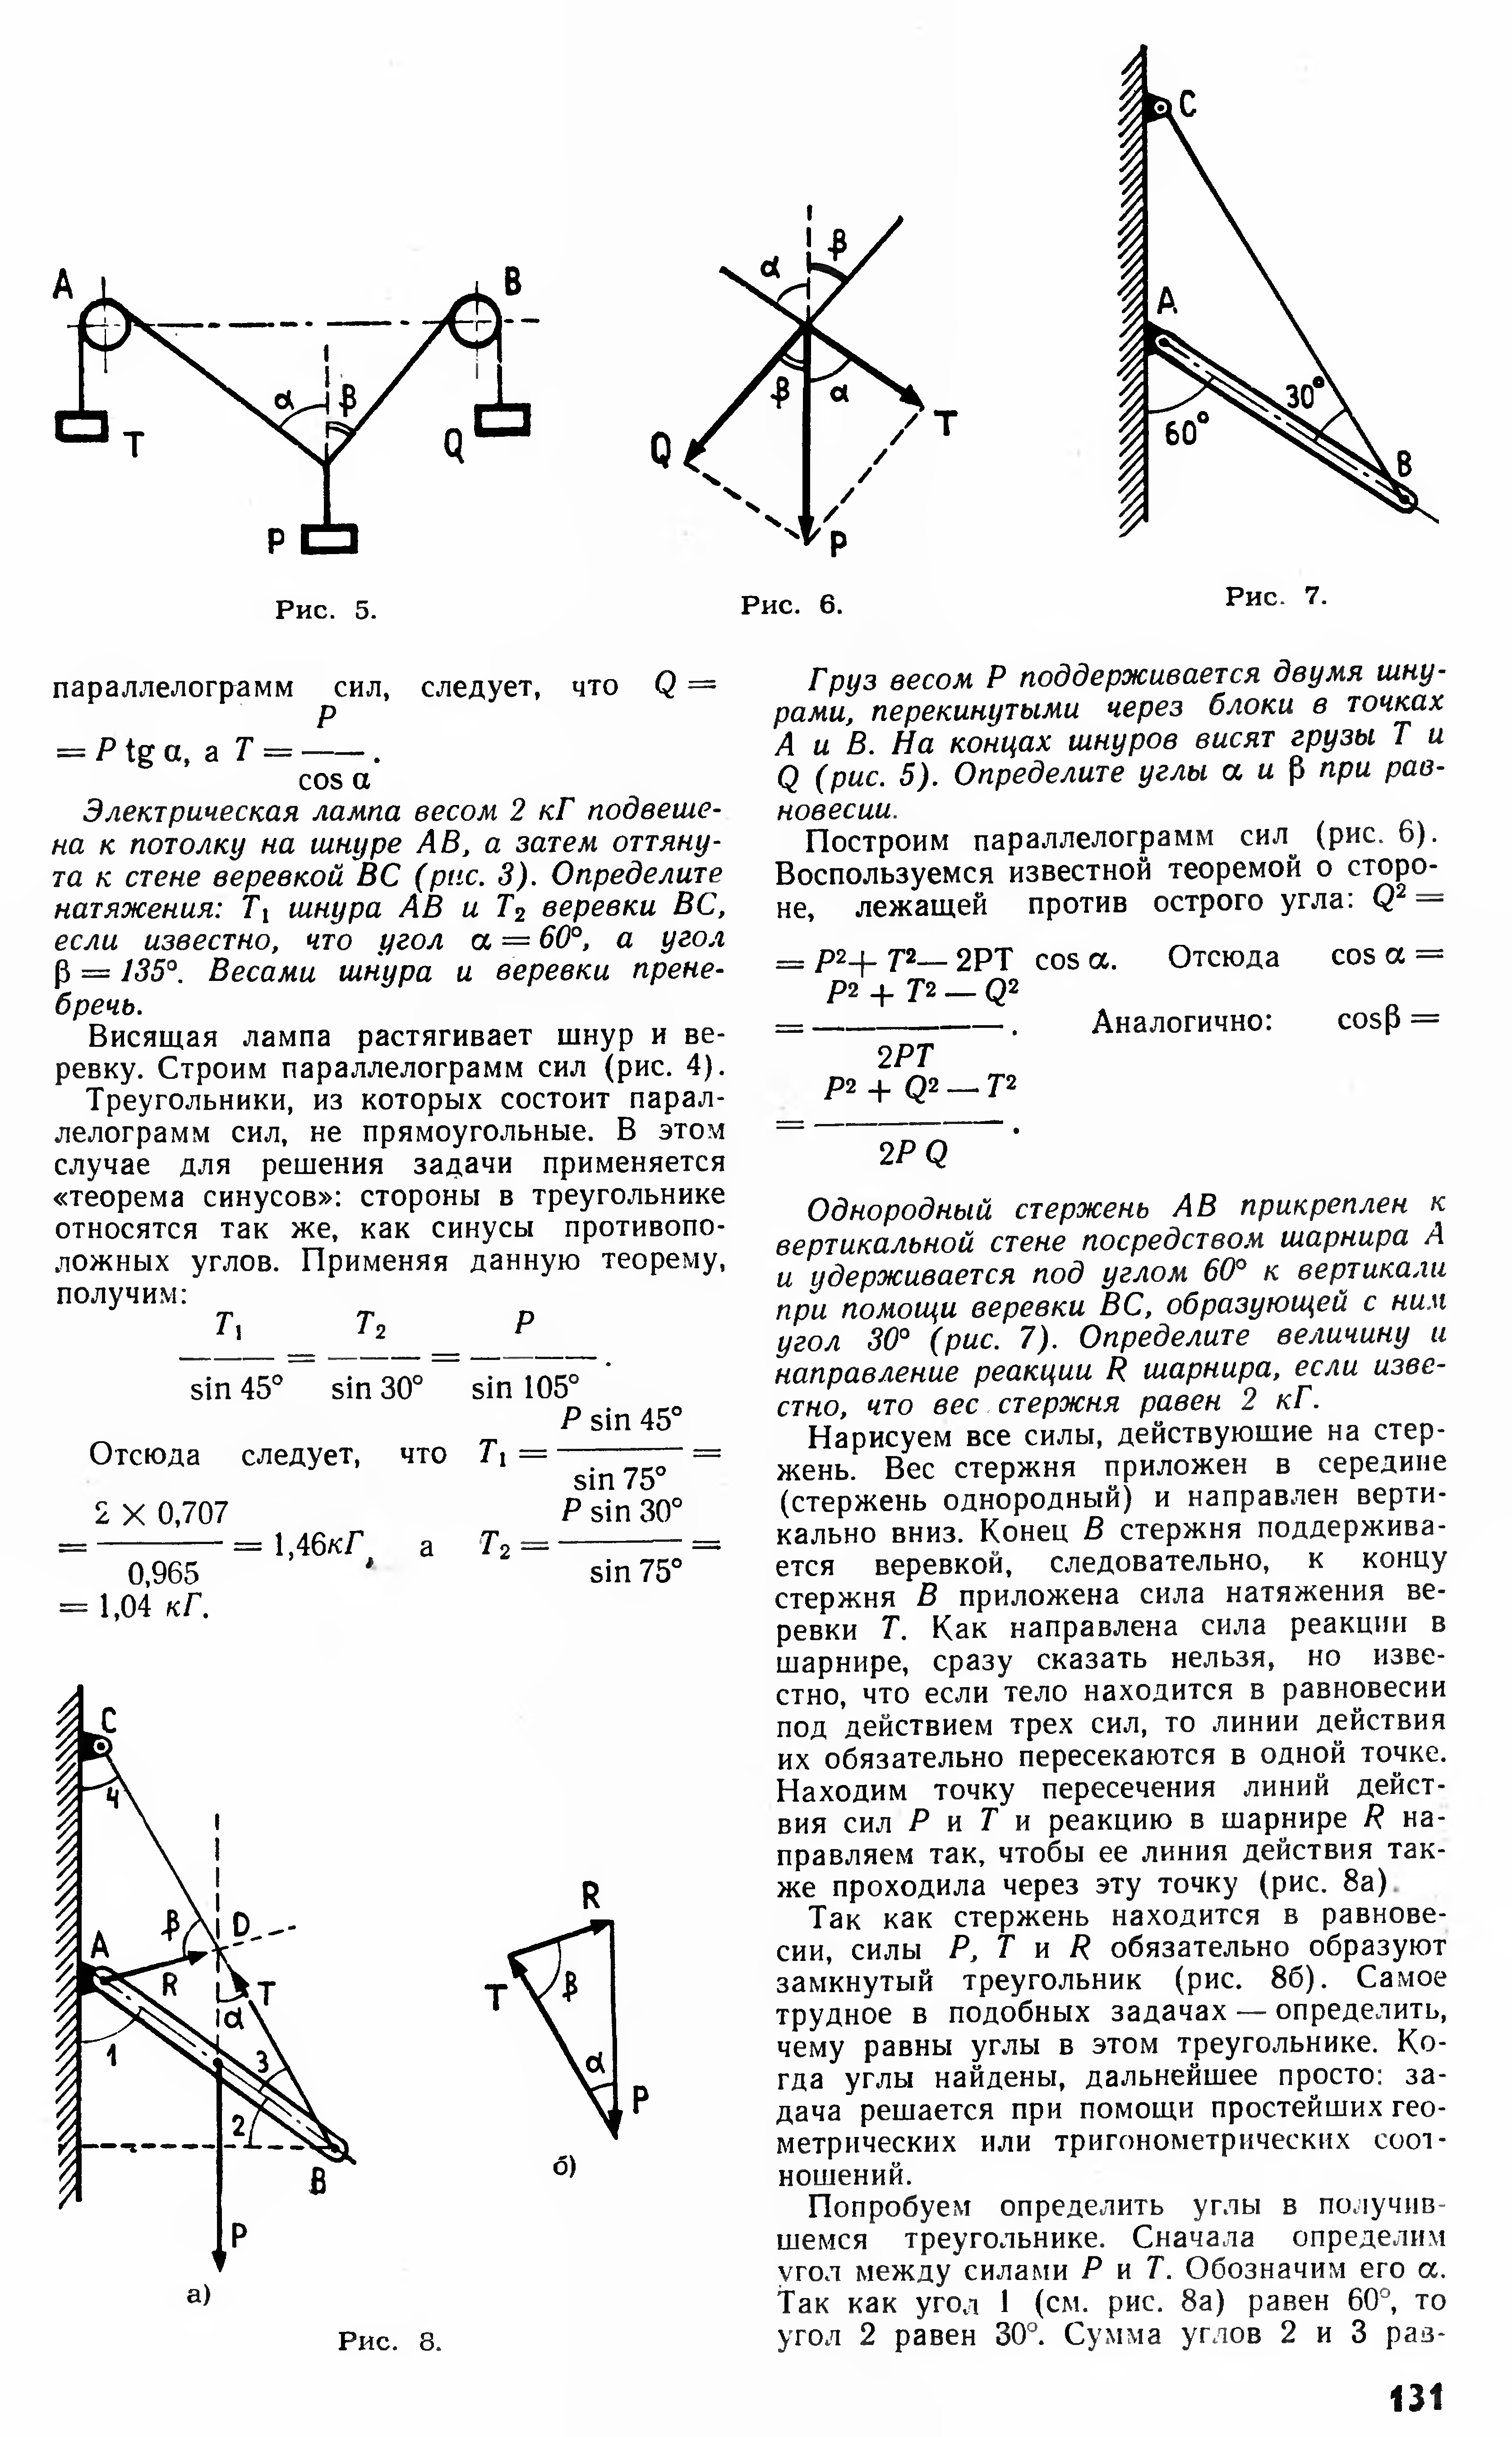 A
B
α
β
T
Q
P
Рис. 5.
α
β
β
α
Q
T
P
Рис. 6.
C
A
30°
60°
B
Рис. 7.
параллелограмм сил, следует, что Q =
P
= P tg α, а T = ——.
cos α
Электрическая лампа весом 2 кГ подвеше-
на к потолку на шнуре АВ, а затем оттяну-
та к стене веревкой ВС (рис. 3). Определите
натяжения: T₁ шнура АВ и T₂ веревки ВС,
если известно, что угол α = 60°, а угол
β = 135°. Весами шнура и веревки прене-
бречь.
Висящая лампа растягивает шнур и ве-
ревку. Строим параллелограмм сил (рис. 4).
Треугольники, из которых состоит парал-
лелограмм сил, не прямоугольные. В этом
случае для решения задачи применяется
«теорема синусов»: стороны в треугольнике
относятся так же, как синусы противопо-
ложных углов. Применяя данную теорему,
получим:
T₁ T₂ P
——— = ——— = ———.
sin 45° sin 30° sin 105°
P sin 45°
Отсюда следует, что T₁ = ——— =
sin 75°
2 × 0,707 P sin 30°
= ——— = 1,46кГ, а T₂ = ——— =
0,965 sin 75°
= 1,04 кГ.
C
4
β
D
A
R
T
α
1
3
2
B
P
а)
R
T
β
α
P
б)
Рис. 8.
Груз весом Р поддерживается двумя шну-
рами, перекинутыми через блоки в точках
А и В. На концах шнуров висят грузы Т и
Q (рис. 5). Определите углы α и β при рав-
новесии.
Построим параллелограмм сил (рис. 6).
Воспользуемся известной теоремой о сторо-
не, лежащей против острого угла: Q² =
= P² + T² — 2PT cos α. Отсюда cos α =
P² + T² — Q²
= ———. Аналогично: cosβ =
2PT
P² + Q² — T²
= ———.
2P Q
Однородный стержень АВ прикреплен к
вертикальной стене посредством шарнира А
и удерживается под углом 60° к вертикали
при помощи веревки ВС, образующей с ним
угол 30° (рис. 7). Определите величину и
направление реакции R шарнира, если изве-
стно, что вес стержня равен 2 кГ.
Нарисуем все силы, действующие на стер-
жень. Вес стержня приложен в середине
(стержень однородный) и направлен верти-
кально вниз. Конец В стержня поддержива-
ется веревкой, следовательно, к концу
стержня В приложена сила натяжения ве-
ревки Т. Как направлена сила реакции в
шарнире, сразу сказать нельзя, но изве-
стно, что если тело находится в равновесии
под действием трех сил, то линии действия
их обязательно пересекаются в одной точке.
Находим точку пересечения линий дейст-
вия сил Р и Т и реакцию в шарнире R на-
правляем так, чтобы ее линия действия так-
же проходила через эту точку (рис. 8а).
Так как стержень находится в равнове-
сии, силы Р, Т и R обязательно образуют
замкнутый треугольник (рис. 8б). Самое
трудное в подобных задачах — определить,
чему равны углы в этом треугольнике. Ко-
гда углы найдены, дальнейшее просто: за-
дача решается при помощи простейших гео-
метрических или тригонометрических соот-
ношений.
Попробуем определить углы в получив-
шемся треугольнике. Сначала определим
угол между силами Р и Т. Обозначим его α.
Так как угол 1 (см. рис. 8а) равен 60°, то
угол 2 равен 30°. Сумма углов 2 и 3 рав-
131